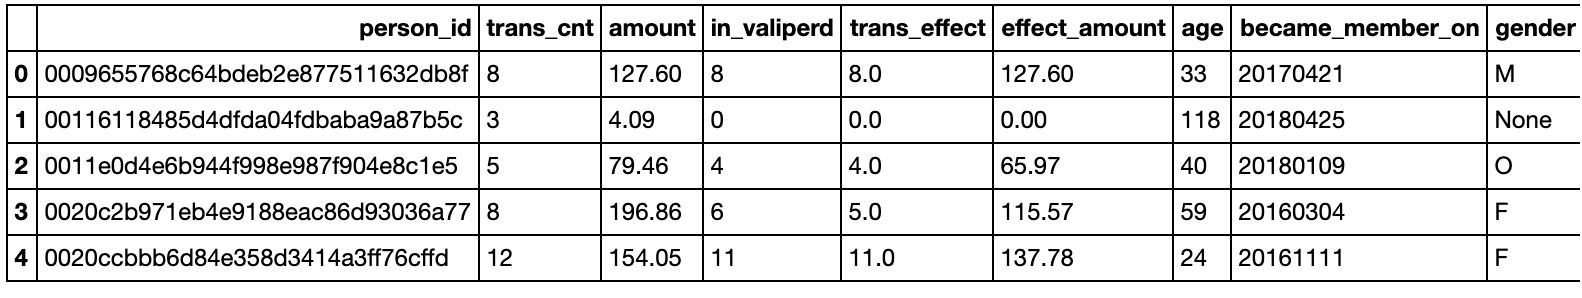 person_id trans_cnt amount in_valiperd trans_effect effect_amount age became_member_on gender
0 0009655768c64bdeb2e877511632db8f 8 127.60 8 8.0 127.60 33 20170421 M
1 00116118485d4dfda04fdbaba9a87b5c 3 4.09 0 0.0 0.00 118 20180425 None
2 0011e0d4e6b944f998e987f904e8c1e5 5 79.46 4 4.0 65.97 40 20180109 O
3 0020c2b971eb4e9188eac86d93036a77 8 196.86 6 5.0 115.57 59 20160304 F
4 0020ccbbb6d84e358d3414a3ff76cffd 12 154.05 11 11.0 137.78 24 20161111 F